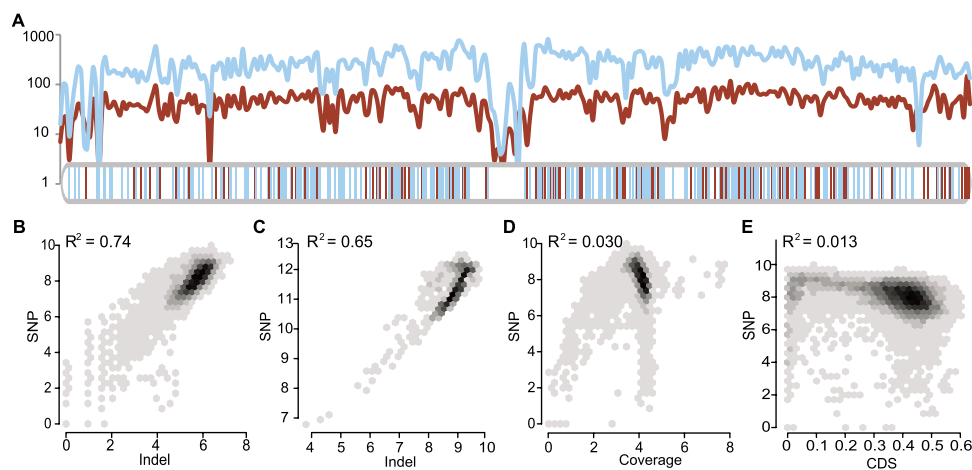 A
1000
100
10
1
B
R² = 0.74
10
8
6
4
2
0
SNP
0 2 4 6 8
Indel
C
R² = 0.65
13
12
11
10
9
8
7
SNP
4 5 6 7 8 9 10
Indel
D
R² = 0.030
10
8
6
4
2
0
SNP
0 2 4 6 8
Coverage
E
R² = 0.013
10
8
6
4
2
0
SNP
0 0.1 0.2 0.3 0.4 0.5 0.6
CDS